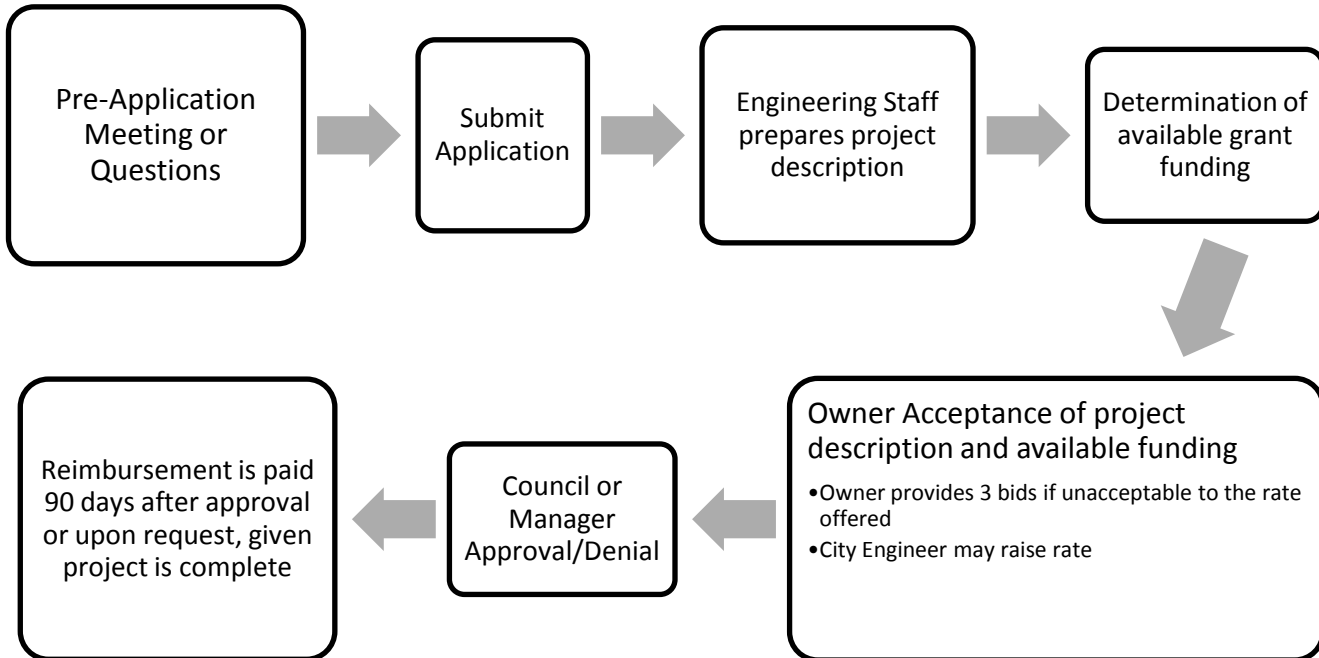 Pre-Application
Meeting or
Questions
Submit
Application
Engineering Staff
prepares project
description
Determination of
available grant
funding
Owner Acceptance of project
description and available funding
•Owner provides 3 bids if unacceptable to the rate
offered
•City Engineer may raise rate
Council or
Manager
Approval/Denial
Reimbursement is paid
90 days after approval
or upon request, given
project is complete